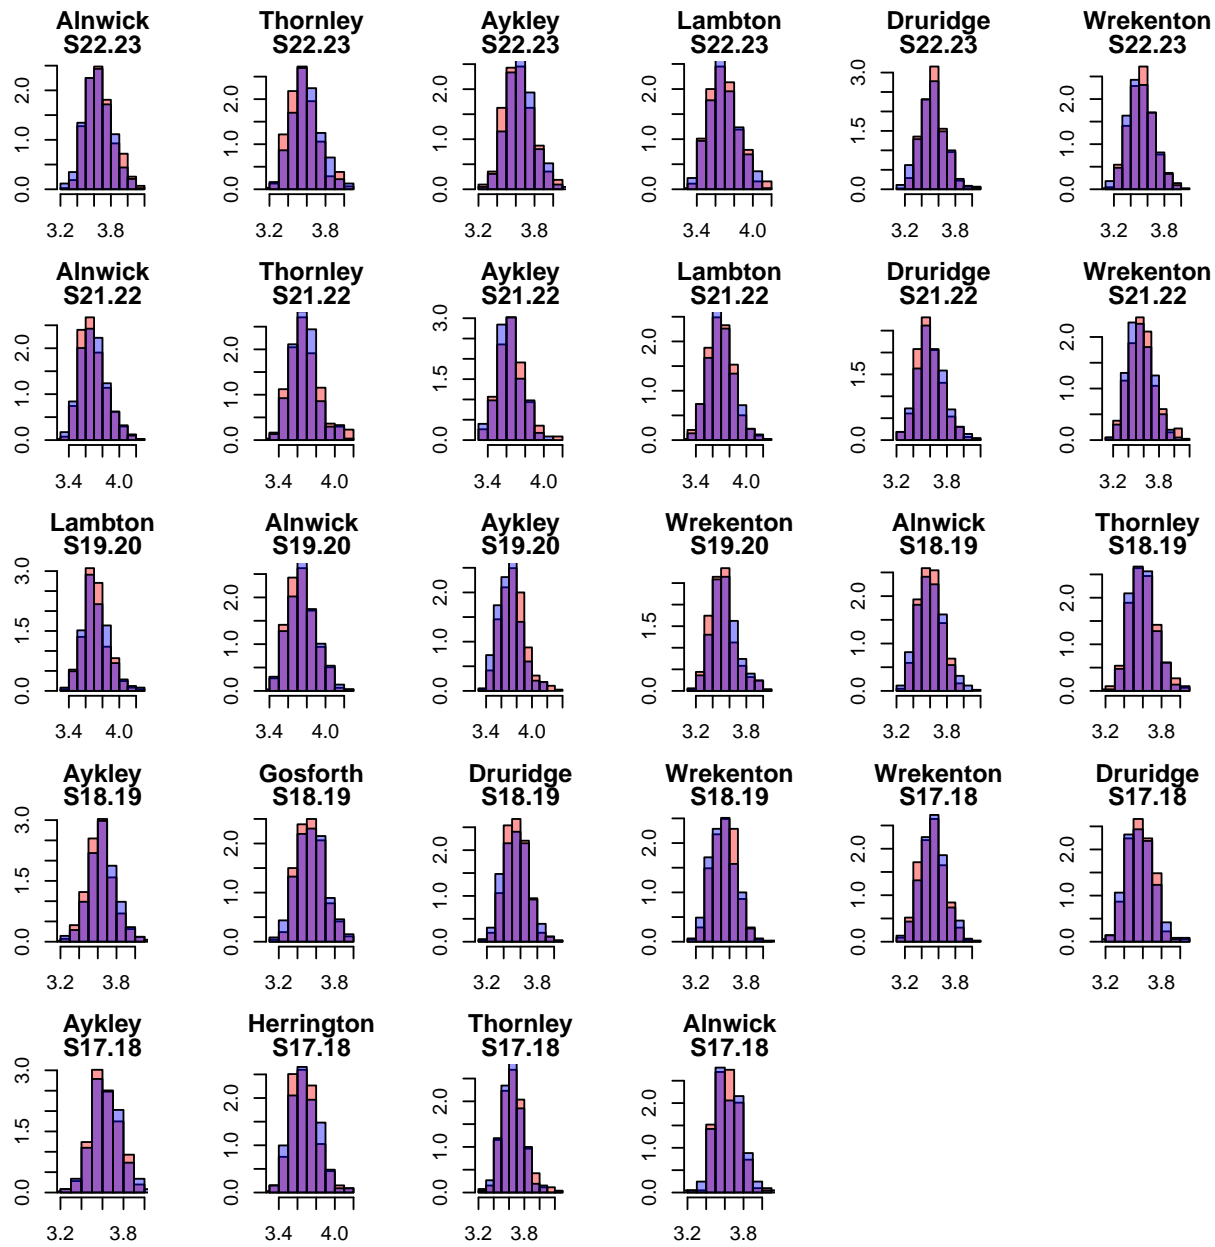 Alnwick
S22.23
Thornley
S22.23
Aykley
S22.23
Lambton
S22.23
Druridge
S22.23
Wrekenton
S22.23
0.0 1.0 2.0
3.2 3.8
0.0 1.0 2.0
3.2 3.8
0.0 1.0 2.0
3.2 3.8
0.0 1.0 2.0
3.4 4.0
0.0 1.5 3.0
3.2 3.8
0.0 1.0 2.0
3.2 3.8
Alnwick
S21.22
Thornley
S21.22
Aykley
S21.22
Lambton
S21.22
Druridge
S21.22
Wrekenton
S21.22
0.0 1.0 2.0
3.4 4.0
0.0 1.0 2.0
3.4 4.0
0.0 1.5 3.0
3.4 4.0
0.0 1.0 2.0
3.4 4.0
0.0 1.5
3.2 3.8
0.0 1.0 2.0
3.2 3.8
Lambton
S19.20
Alnwick
S19.20
Aykley
S19.20
Wrekenton
S19.20
Alnwick
S18.19
Thornley
S18.19
0.0 1.5 3.0
3.4 4.0
0.0 1.0 2.0
3.4 4.0
0.0 1.0 2.0
3.4 4.0
0.0 1.5
3.2 3.8
0.0 1.0 2.0
3.2 3.8
0.0 1.0 2.0
3.2 3.8
Aykley
S18.19
Gosforth
S18.19
Druridge
S18.19
Wrekenton
S18.19
Wrekenton
S17.18
Druridge
S17.18
0.0 1.5 3.0
3.2 3.8
0.0 1.0 2.0
3.2 3.8
0.0 1.0 2.0
3.2 3.8
0.0 1.0 2.0
3.2 3.8
0.0 1.0 2.0
3.2 3.8
0.0 1.0 2.0
3.2 3.8
Aykley
S17.18
Herrington
S17.18
Thornley
S17.18
Alnwick
S17.18
0.0 1.5 3.0
3.2 3.8
0.0 1.0 2.0
3.4 4.0
0.0 1.0 2.0
3.2 3.8
0.0 1.0 2.0
3.2 3.8